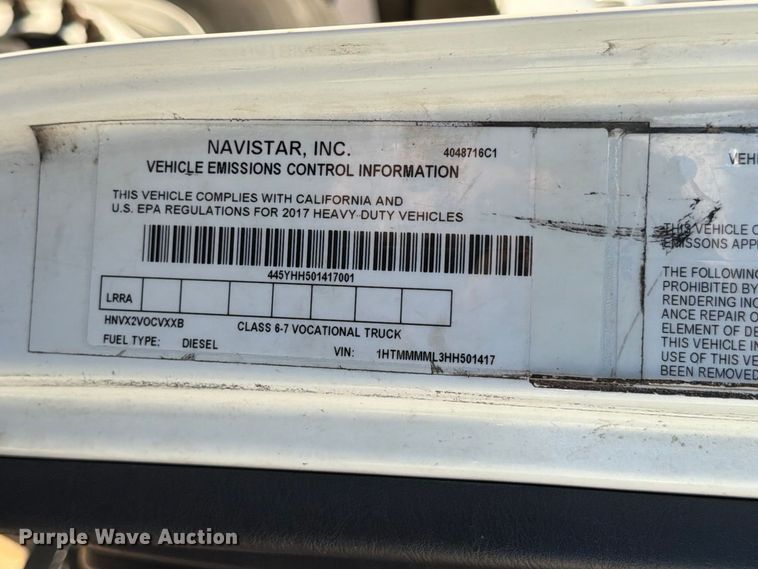 NAVISTAR, INC.
4048716C1
VEHICLE EMISSIONS CONTROL INFORMATION
THIS VEHICLE COMPLIES WITH CALIFORNIA AND
U.S. EPA REGULATIONS FOR 2017 HEAVY-DUTY VEHICLES
445YHH501417001
LRRA
HNVX2VOCVXXB
CLASS 6-7 VOCATIONAL TRUCK
FUEL TYPE: DIESEL
VIN: 1HTMMMML3HH501417
VEH
THIS VEHICLE C
EMISSONS APP
THE FOLLOWING
PROHIBITED BY
RENDERING INO
ANCE REPAIR O
ELEMENT OF DE
THIS VEHICLE I
USE OF THIS VE
BEEN REMOVED
Purple Wave Auction